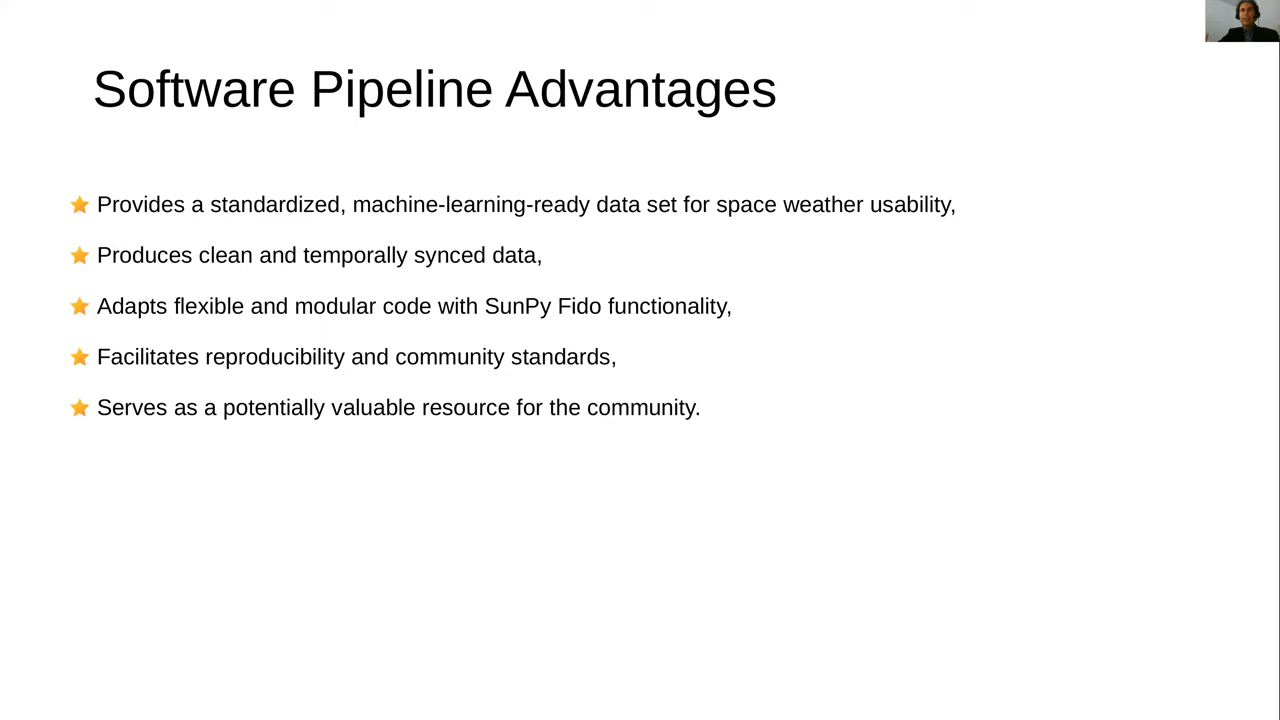 Software Pipeline Advantages
Provides a standardized, machine-learning-ready data set for space weather usability,
Produces clean and temporally synced data,
Adapts flexible and modular code with SunPy Fido functionality,
Facilitates reproducibility and community standards,
Serves as a potentially valuable resource for the community.